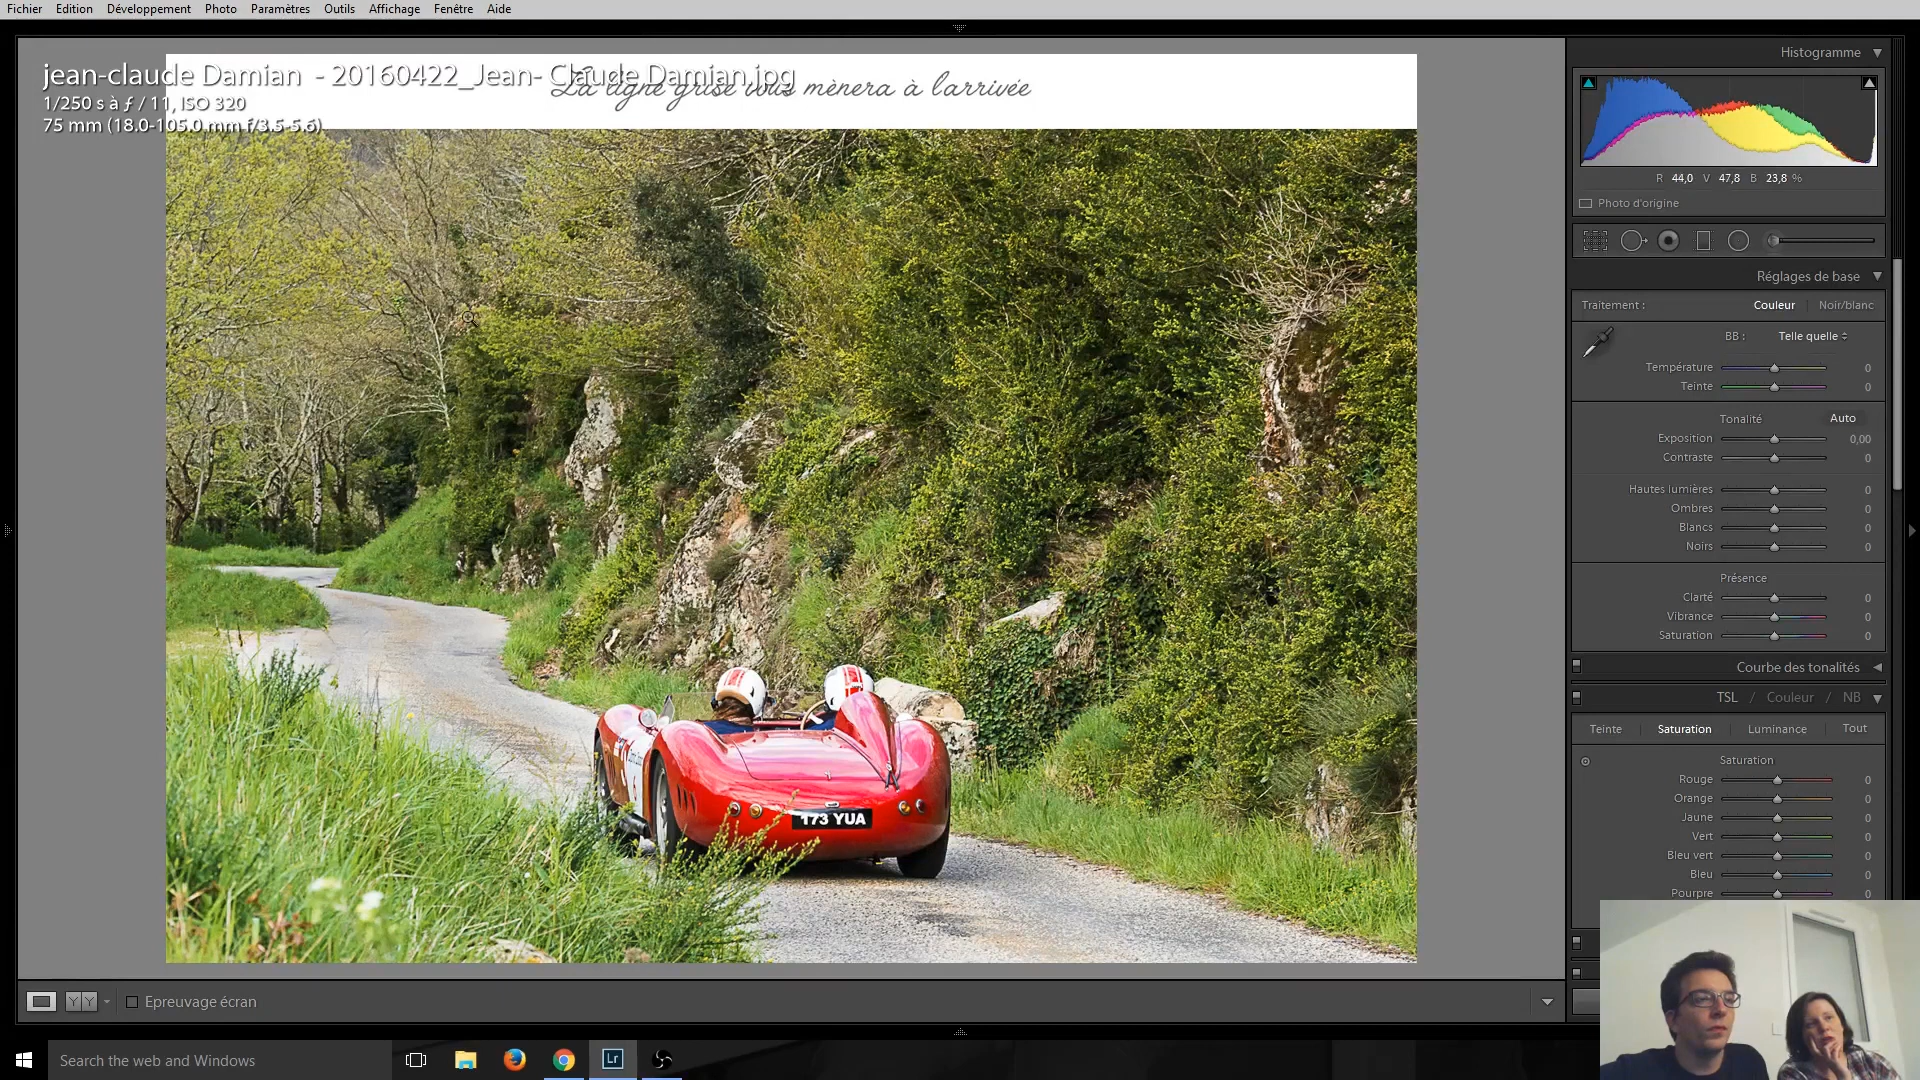 Fichier Edition Développement Photo Paramètres Outils Affichage Fenêtre Aide
jean-claude Damian - 20160422_Jean- Claude Damian.jpg
La ligne grise vous mènera à l'arrivée
1/250 s à ƒ / 11, ISO 320
75 mm (18.0-105.0 mm f/3.5-5.6)
173 YUA
Epreuvage écran
Histogramme
R 44,0 V 47,8 B 23,8 %
Photo d'origine
Réglages de base
Traitement : Couleur Noir/blanc
BB : Telle quelle
Température 0
Teinte 0
Tonalité Auto
Exposition 0,00
Contraste 0
Hautes lumières 0
Ombres 0
Blancs 0
Noirs 0
Présence
Clarté 0
Vibrance 0
Saturation 0
Courbe des tonalités
TSL / Couleur / NB
Teinte Saturation Luminance Tout
Saturation
Rouge 0
Orange 0
Jaune 0
Vert 0
Bleu vert 0
Bleu 0
Pourpre 0
Search the web and Windows
Lr